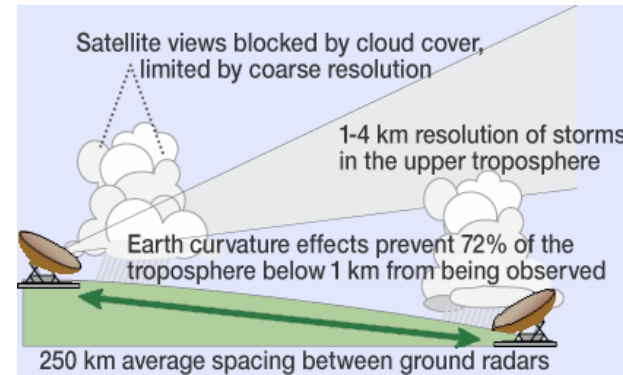 Satellite views blocked by cloud cover,
limited by coarse resolution
1-4 km resolution of storms
in the upper troposphere
Earth curvature effects prevent 72% of the
troposphere below 1 km from being observed
250 km average spacing between ground radars